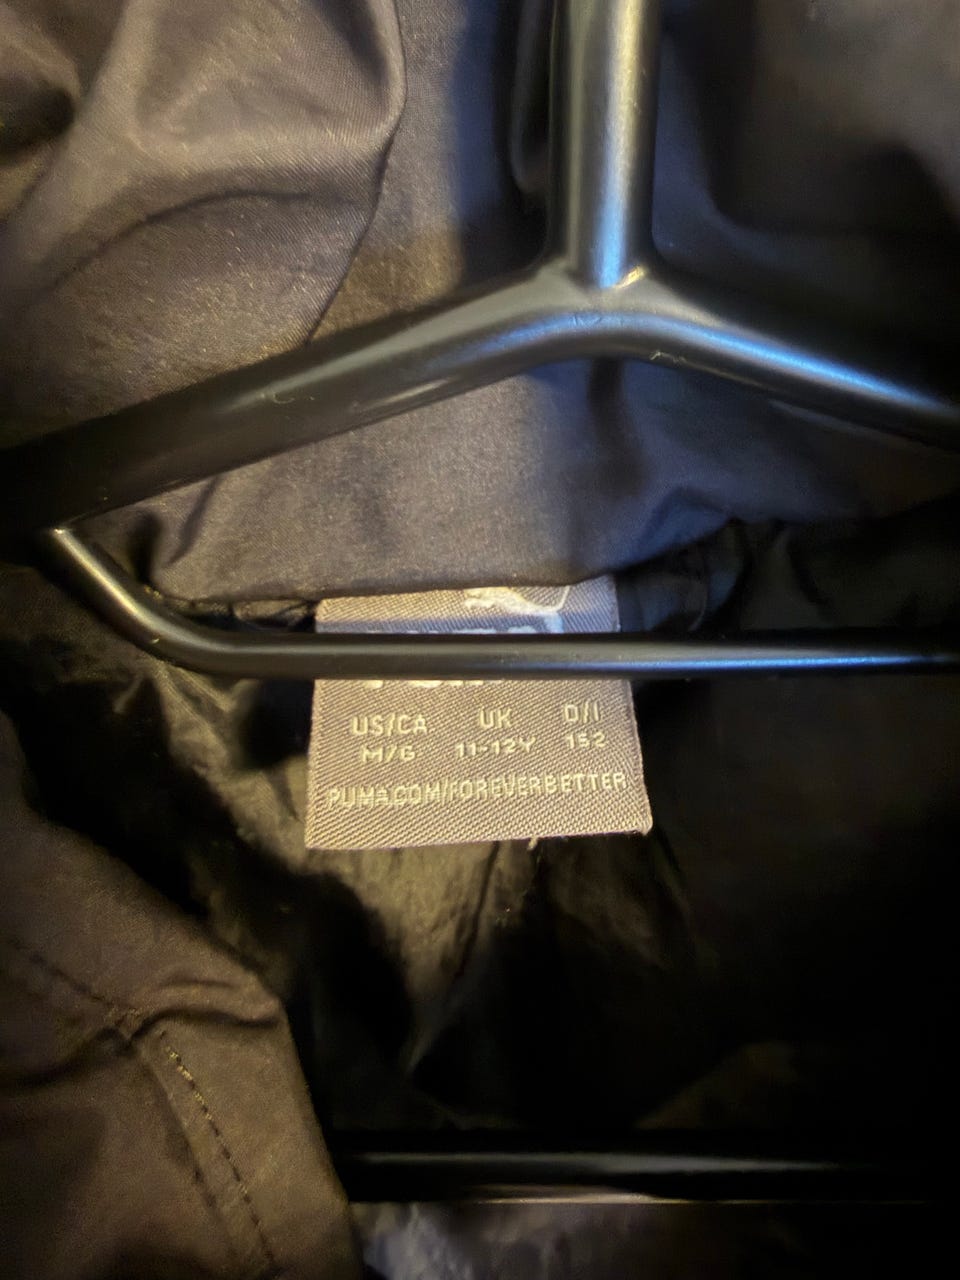 US/CA UK D/I
M/G 11-12Y 152
PUMA.COM/FOREVERBETTER